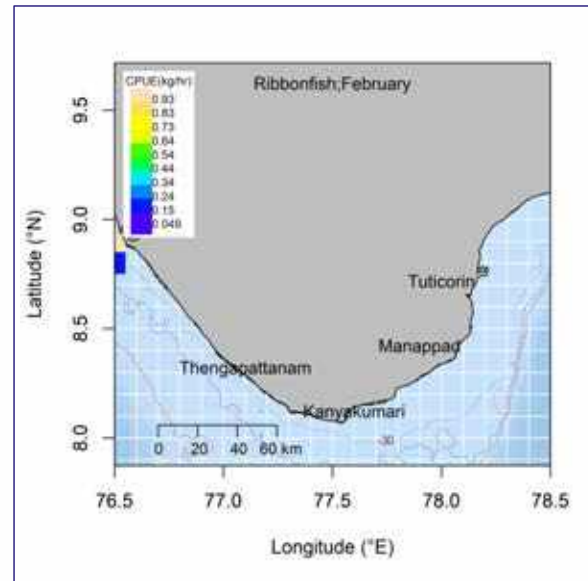 CPUE(kg/hr)
0.93
0.83
0.73
0.64
0.54
0.44
0.34
0.24
0.15
0.049
Ribbonfish;February
Tuticorin
Manappad
Thengapattanam
Kanyakumari
-30
0 20 40 60 km
9.5
9.0
8.5
8.0
Latitude (°N)
76.5 77.0 77.5 78.0 78.5
Longitude (°E)